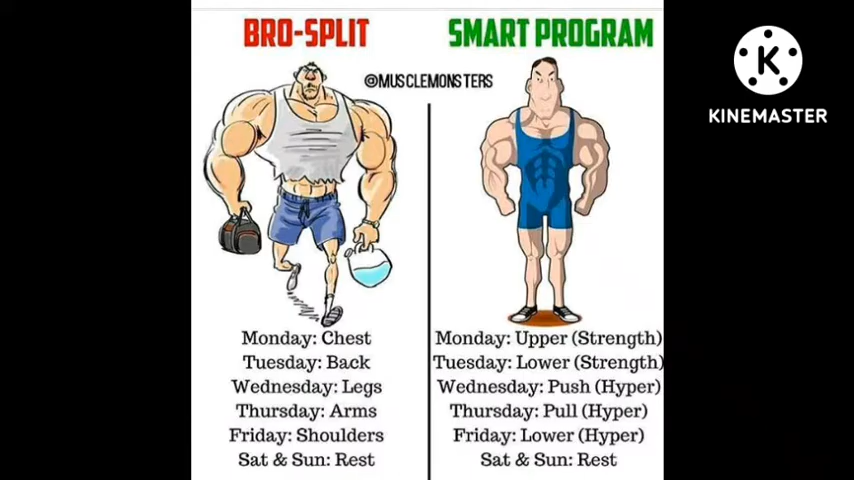 BRO-SPLIT
SMART PROGRAM
@MUSCLEMONSTERS
Monday: Chest
Tuesday: Back
Wednesday: Legs
Thursday: Arms
Friday: Shoulders
Sat & Sun: Rest
Monday: Upper (Strength)
Tuesday: Lower (Strength)
Wednesday: Push (Hyper)
Thursday: Pull (Hyper)
Friday: Lower (Hyper)
Sat & Sun: Rest
K
KINEMASTER